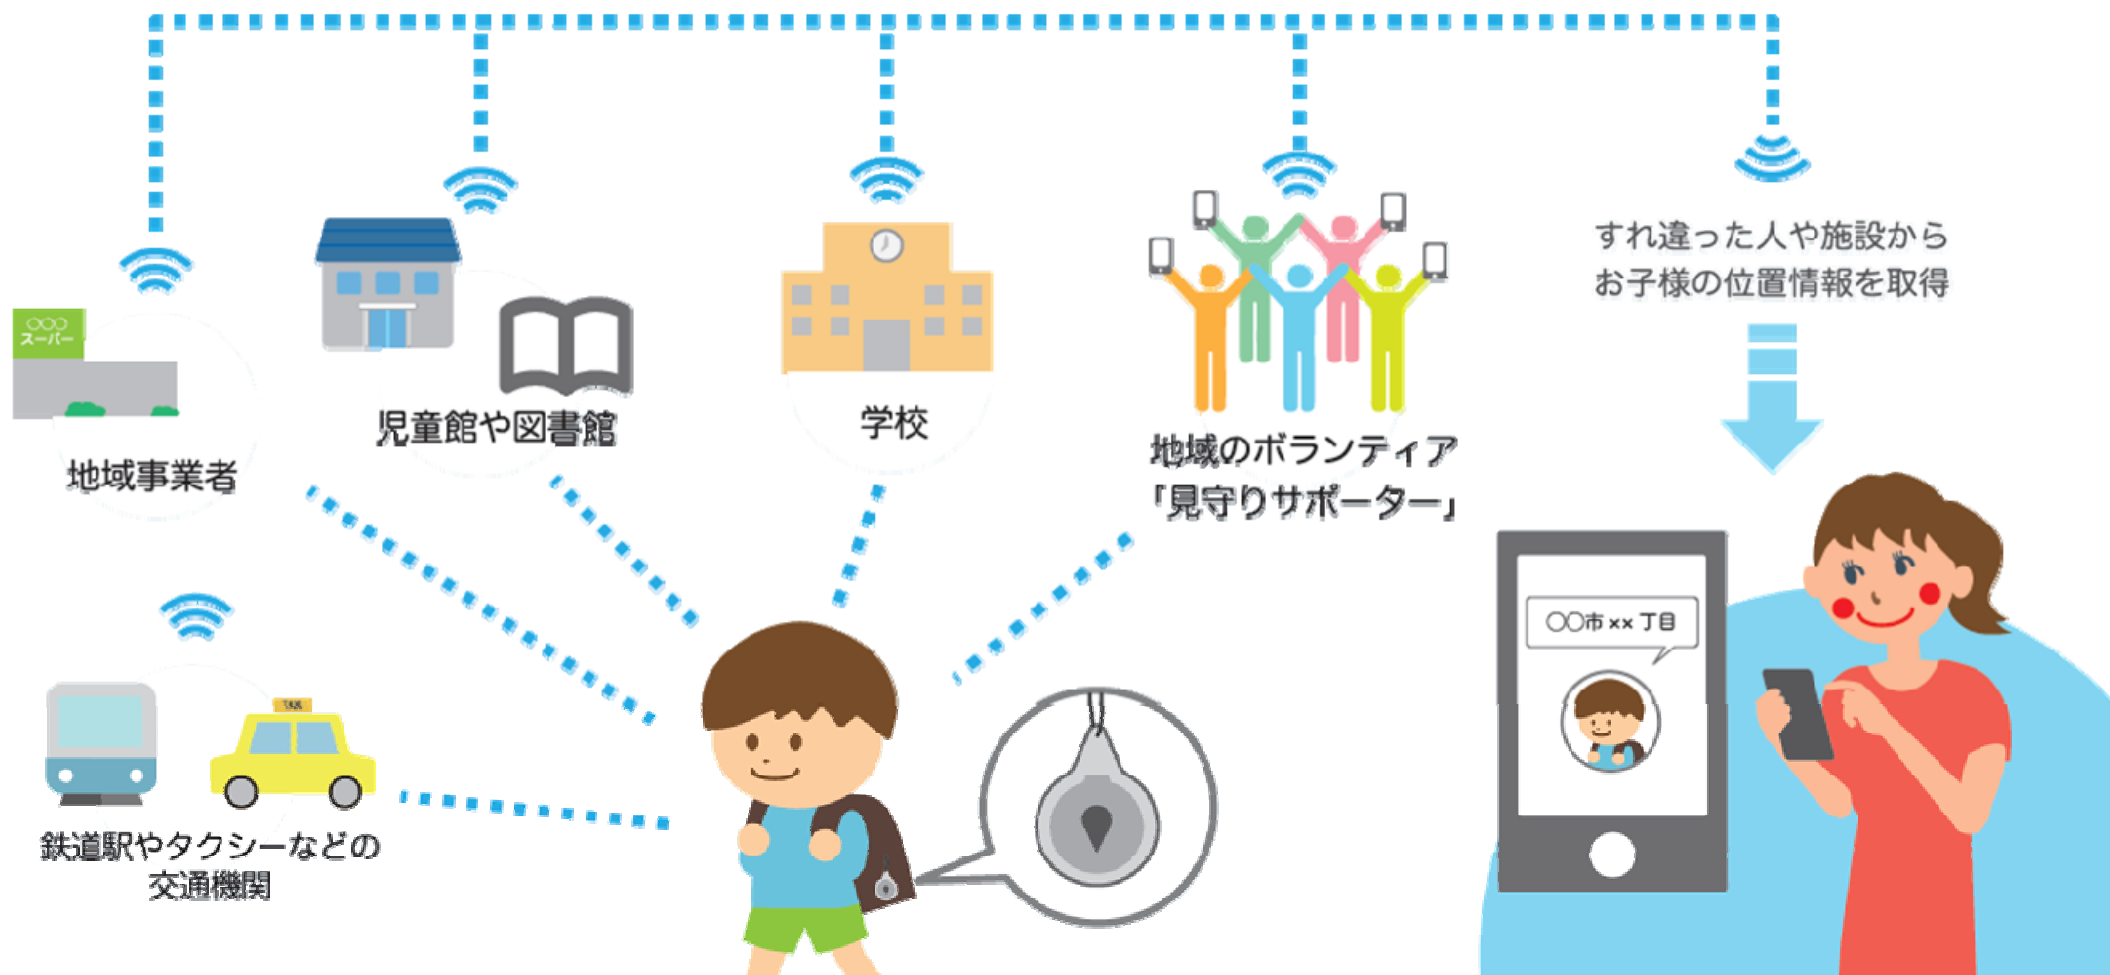 〇〇〇
スーパー
地域事業者
児童館や図書館
学校
地域のボランティア
「見守りサポーター」
すれ違った人や施設から
お子様の位置情報を取得
TAXI
鉄道駅やタクシーなどの
交通機関
〇〇市××丁目